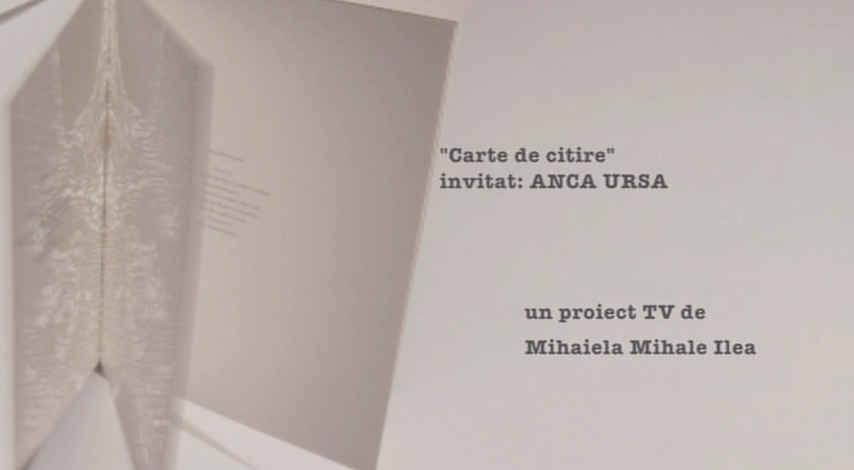 "Carte de citire"
invitat: ANCA URSA
un proiect TV de
Mihaiela Mihale Ilea